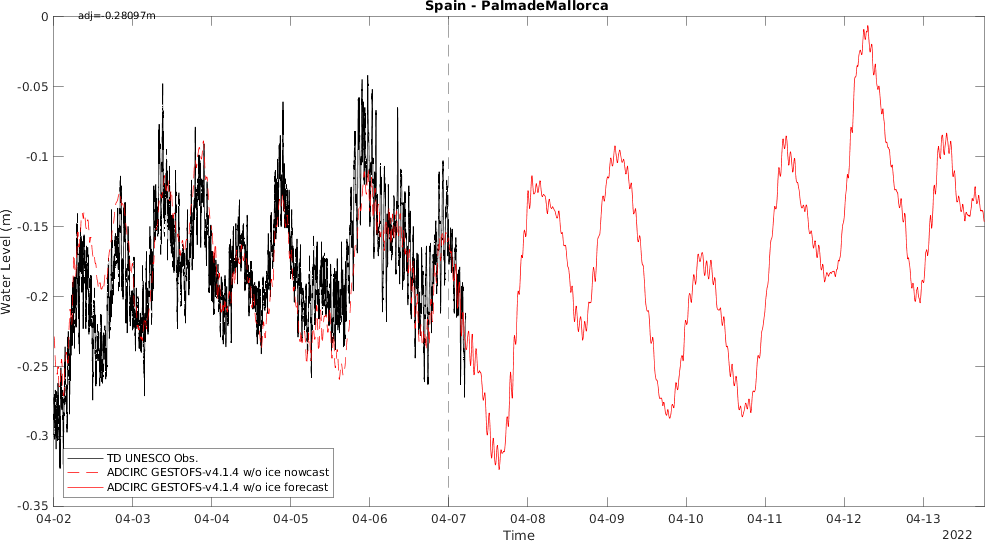 Spain - PalmadeMallorca
adj=-0.28097m
0
-0.05
-0.1
-0.15
-0.2
-0.25
-0.3
-0.35
Water Level (m)
TD UNESCO Obs.
ADCIRC GESTOFS-v4.1.4 w/o ice nowcast
ADCIRC GESTOFS-v4.1.4 w/o ice forecast
04-02 04-03 04-04 04-05 04-06 04-07 04-08 04-09 04-10 04-11 04-12 04-13
Time
2022